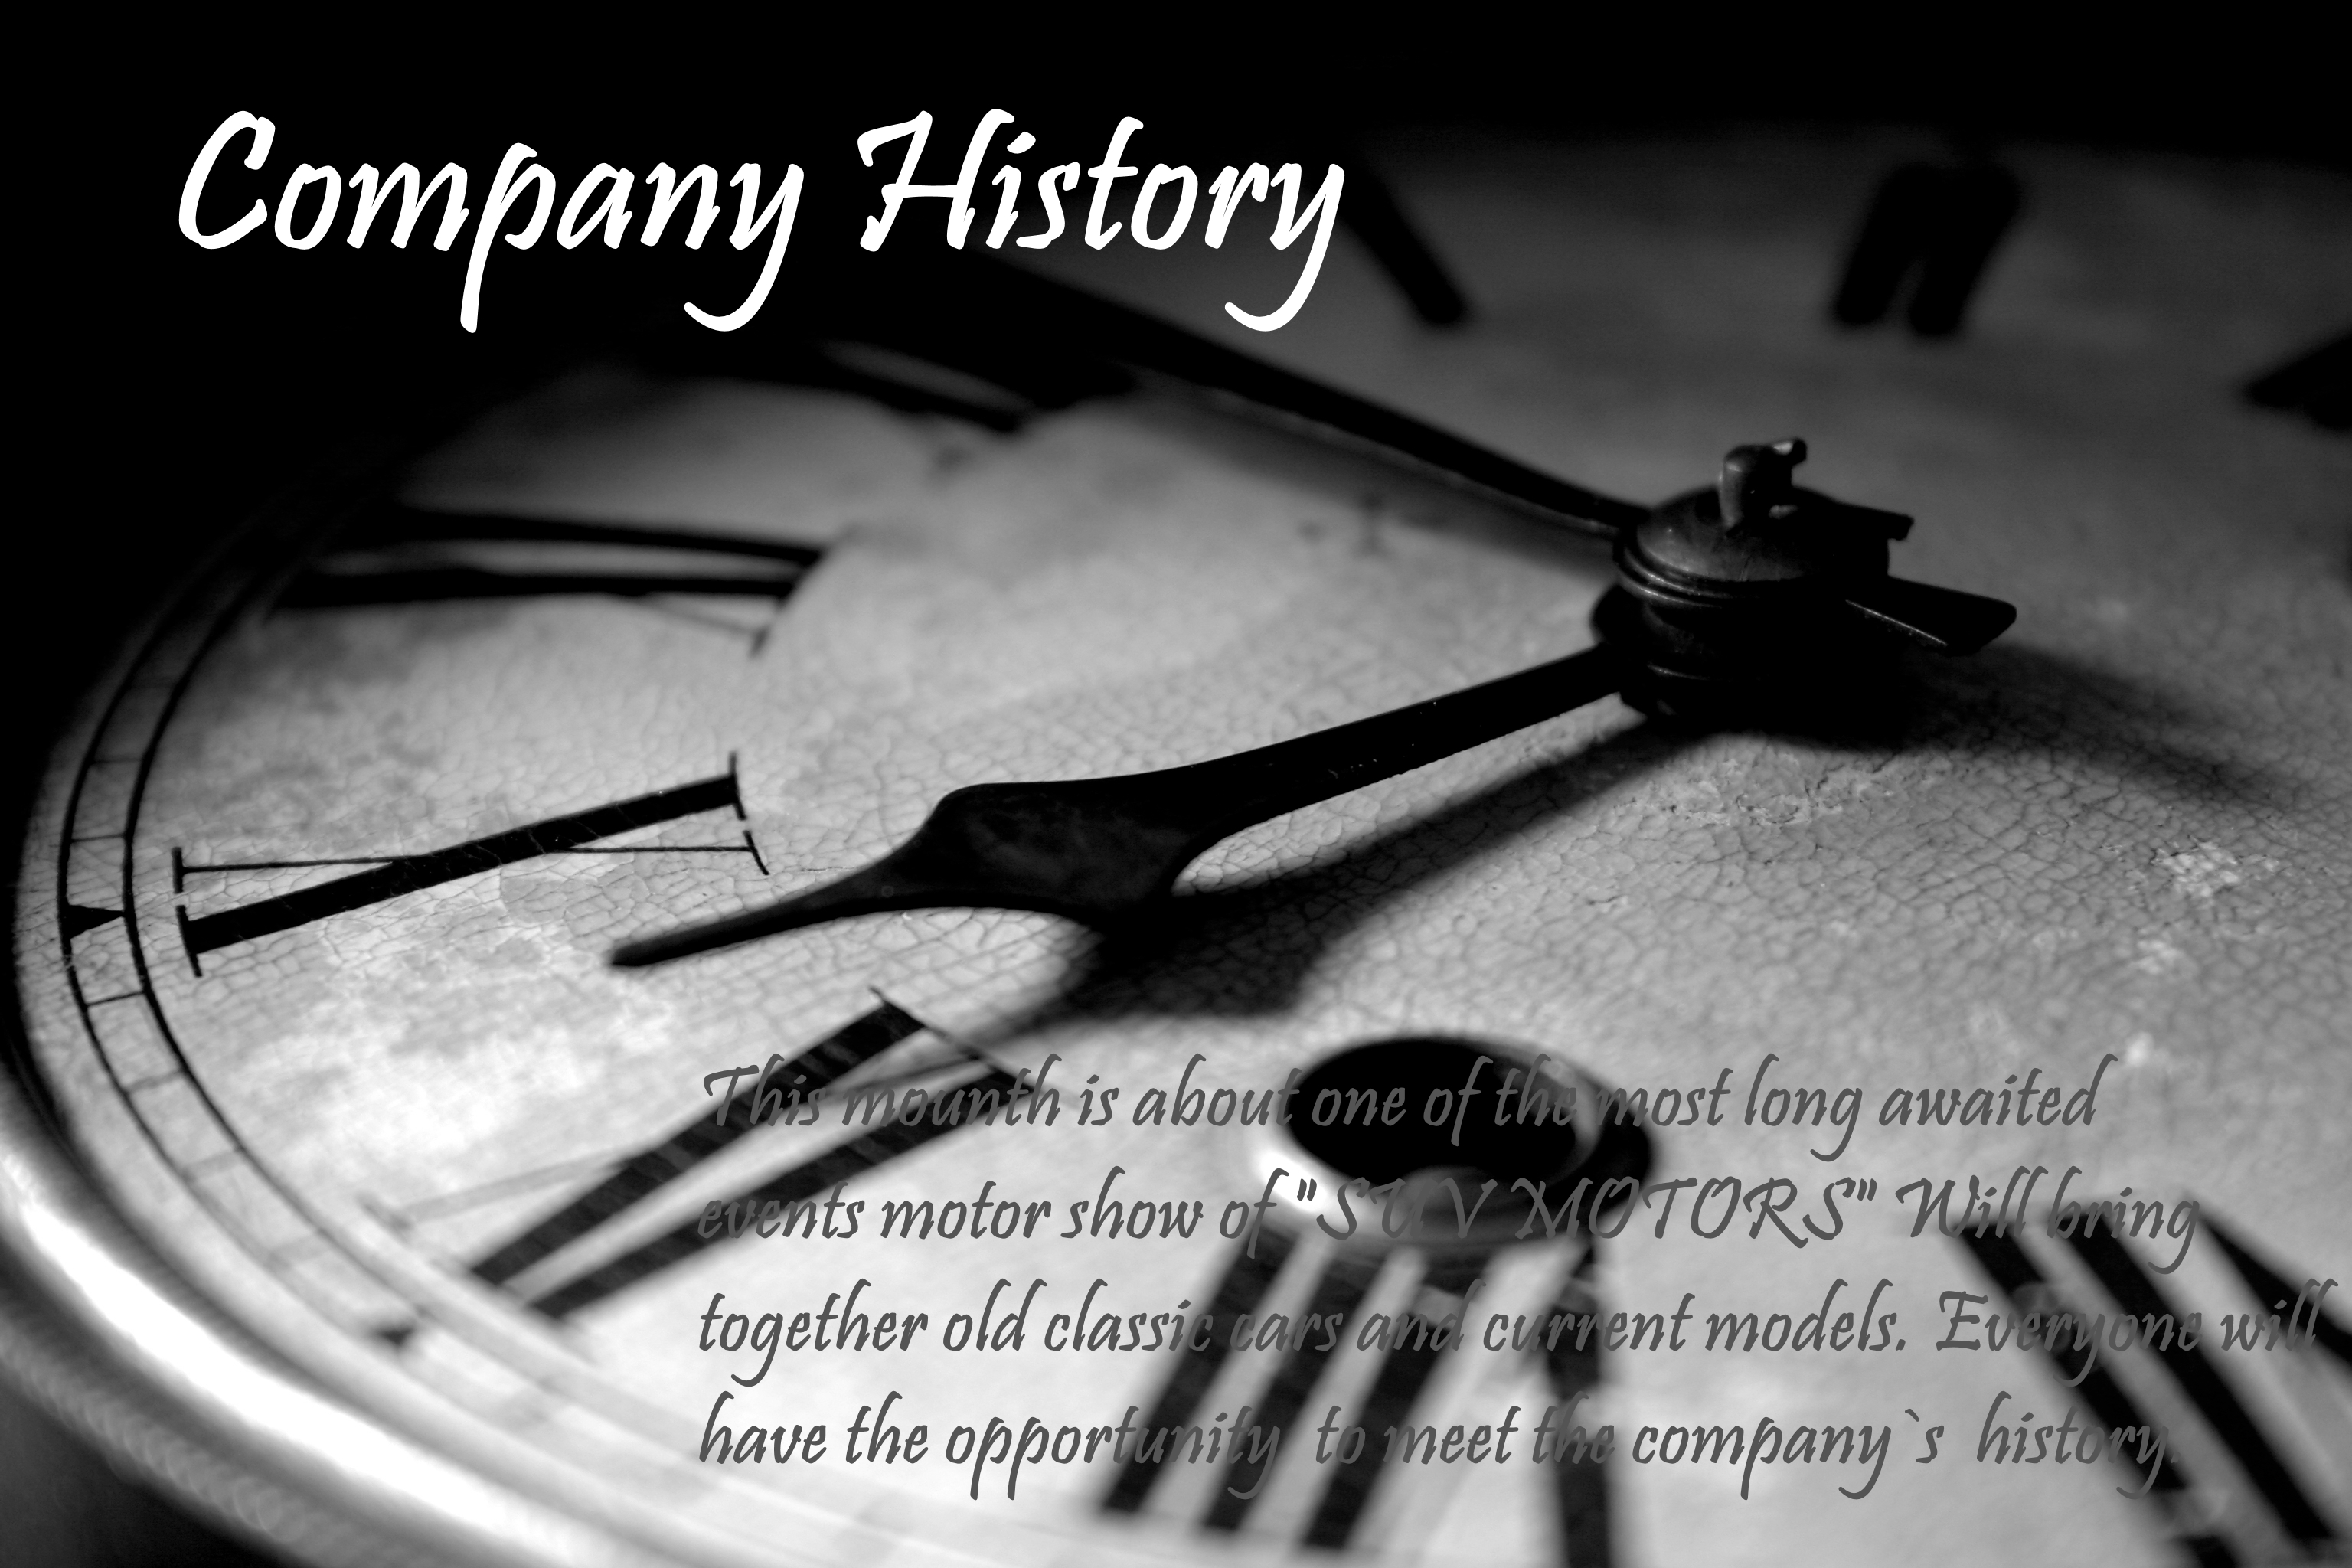 Company History
This mounth is about one of the most long awaited
events motor show of "SUV MOTORS" Will bring
together old classic cars and current models. Everyone will
have the opportunity to meet the company`s history.